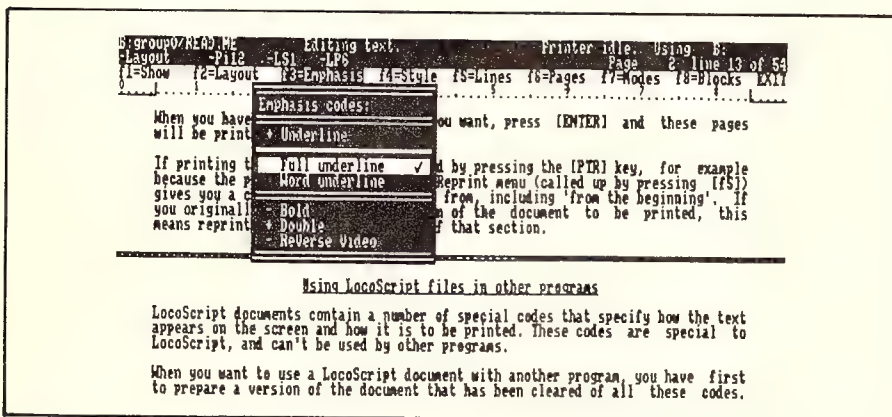 B:group0/READ.ME Editing text. Printer idle. Using B:
-Layout -Pi12 -LS1 -LP6 Page 2 line 13 of 54
f1=Show f2=Layout f3=Emphasis f4=Style f5=Lines f6=Pages f7=Modes f8=Blocks EXIT
When you have ou want, press [ENTER] and these pages
will be print
If printing t d by pressing the [PTR] key, for example
because the p Reprint menu (called up by pressing [f5])
gives you a c from, including 'from the beginning'. If
you originall n of the document to be printed, this
means reprint f that section.
Emphasis codes:
+ Underline
Full underline ✓
Word underline
- Bold
+ Double
- ReVerse Video
Using LocoScript files in other programs
LocoScript documents contain a number of special codes that specify how the text
appears on the screen and how it is to be printed. These codes are special to
LocoScript, and can't be used by other programs.
When you want to use a LocoScript document with another program, you have first
to prepare a version of the document that has been cleared of all these codes.